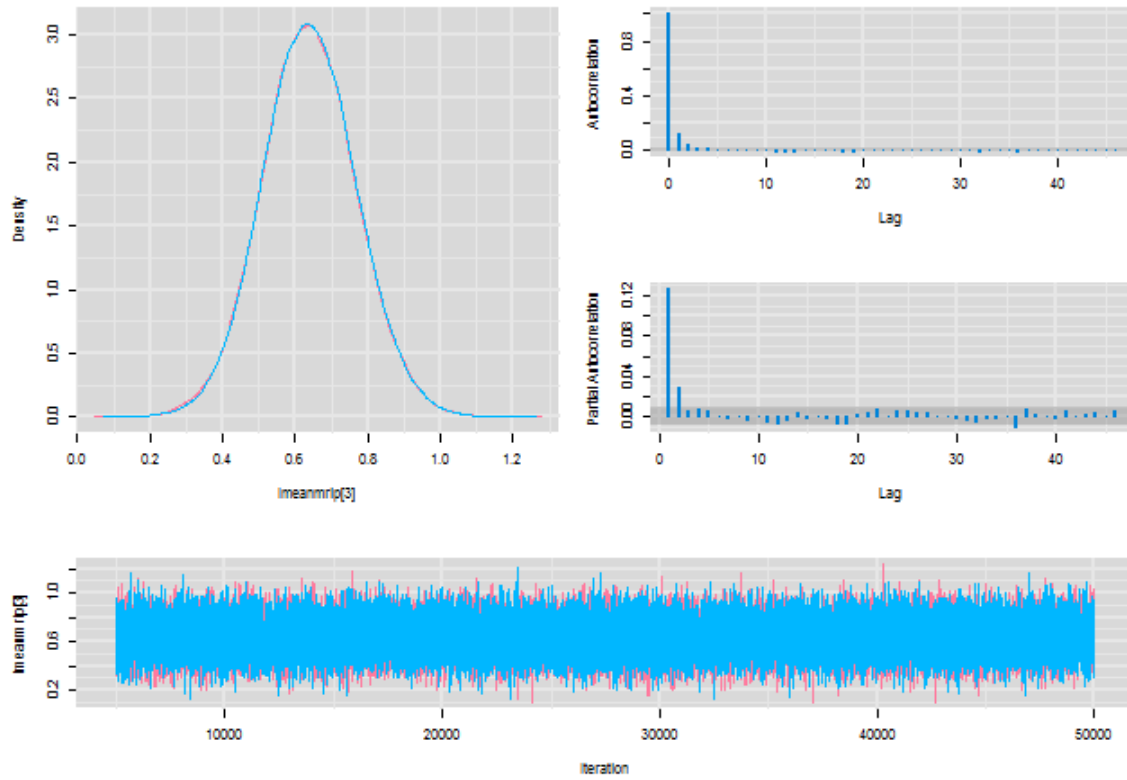 Density
0.0 0.5 1.0 1.5 2.0 2.5 3.0
0.0 0.2 0.4 0.6 0.8 1.0 1.2
lmeanmrlp[3]
Autocorrelation
0.0 0.4 0.8
0 10 20 30 40
Lag
Partial Autocorrelation
0.00 0.04 0.08 0.12
0 10 20 30 40
Lag
lmeanmrlp[3]
0.2 0.6 1.0
10000 20000 30000 40000 50000
Iteration